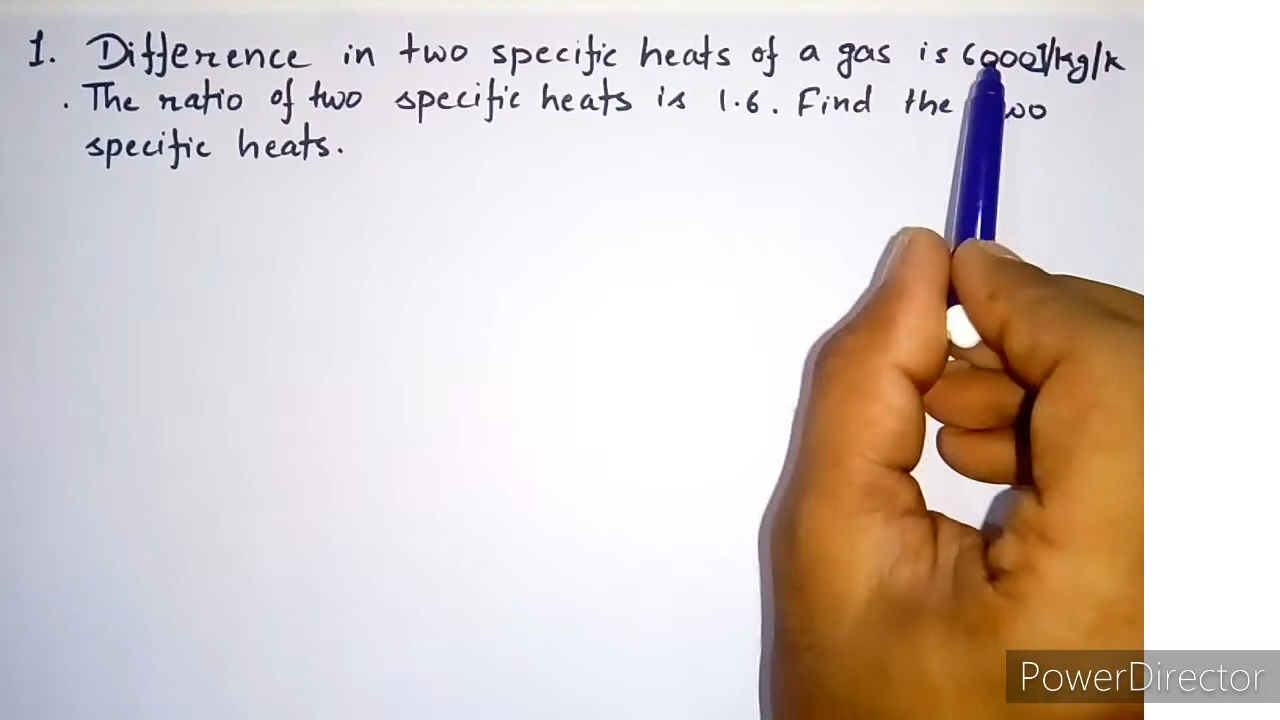 1. Difference in two specific heats of a gas is 6000J/kg/K
. The ratio of two specific heats is 1.6. Find the
specific heats.
PowerDirector